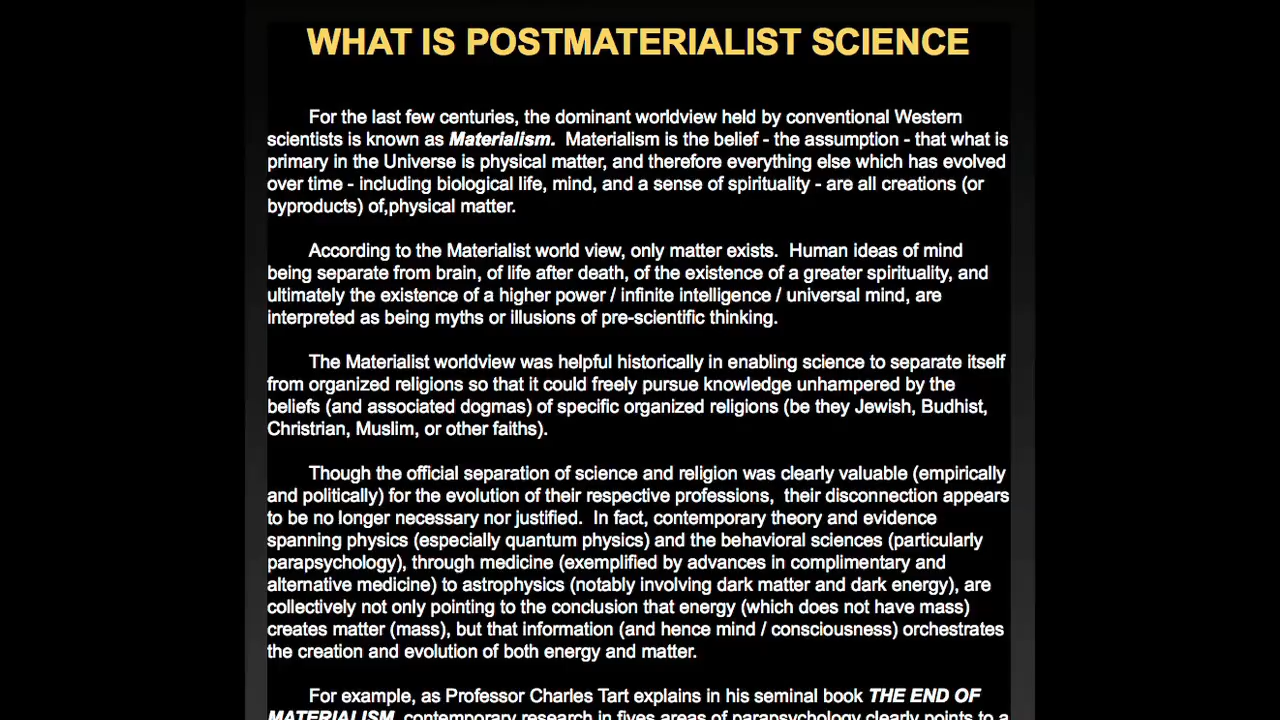 WHAT IS POSTMATERIALIST SCIENCE
For the last few centuries, the dominant worldview held by conventional Western
scientists is known as Materialism.  Materialism is the belief - the assumption - that what is
primary in the Universe is physical matter, and therefore everything else which has evolved
over time - including biological life, mind, and a sense of spirituality - are all creations (or
byproducts) of,physical matter.
According to the Materialist world view, only matter exists.  Human ideas of mind
being separate from brain, of life after death, of the existence of a greater spirituality, and
ultimately the existence of a higher power / infinite intelligence / universal mind, are
interpreted as being myths or illusions of pre-scientific thinking.
The Materialist worldview was helpful historically in enabling science to separate itself
from organized religions so that it could freely pursue knowledge unhampered by the
beliefs (and associated dogmas) of specific organized religions (be they Jewish, Budhist,
Christrian, Muslim, or other faiths).
Though the official separation of science and religion was clearly valuable (empirically
and politically) for the evolution of their respective professions,  their disconnection appears
to be no longer necessary nor justified.  In fact, contemporary theory and evidence
spanning physics (especially quantum physics) and the behavioral sciences (particularly
parapsychology), through medicine (exemplified by advances in complimentary and
alternative medicine) to astrophysics (notably involving dark matter and dark energy), are
collectively not only pointing to the conclusion that energy (which does not have mass)
creates matter (mass), but that information (and hence mind / consciousness) orchestrates
the creation and evolution of both energy and matter.
For example, as Professor Charles Tart explains in his seminal book THE END OF
MATERIALISM, contemporary research in fives areas of parapsychology clearly points to a